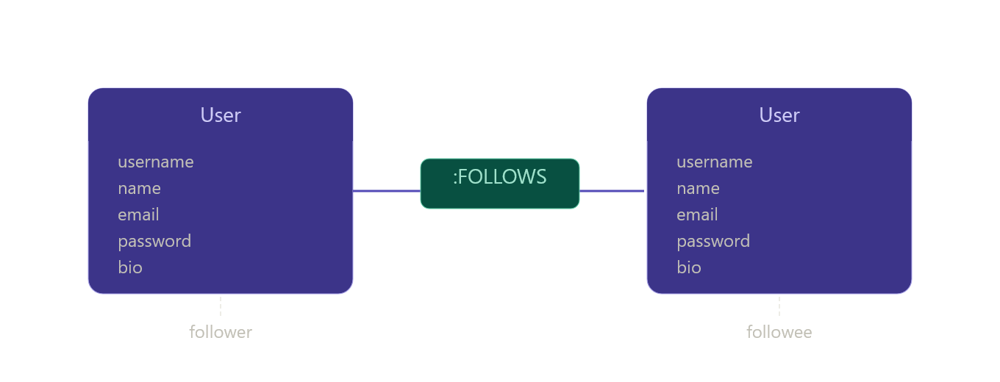 User
username
name
email
password
bio
follower
:FOLLOWS
User
username
name
email
password
bio
followee